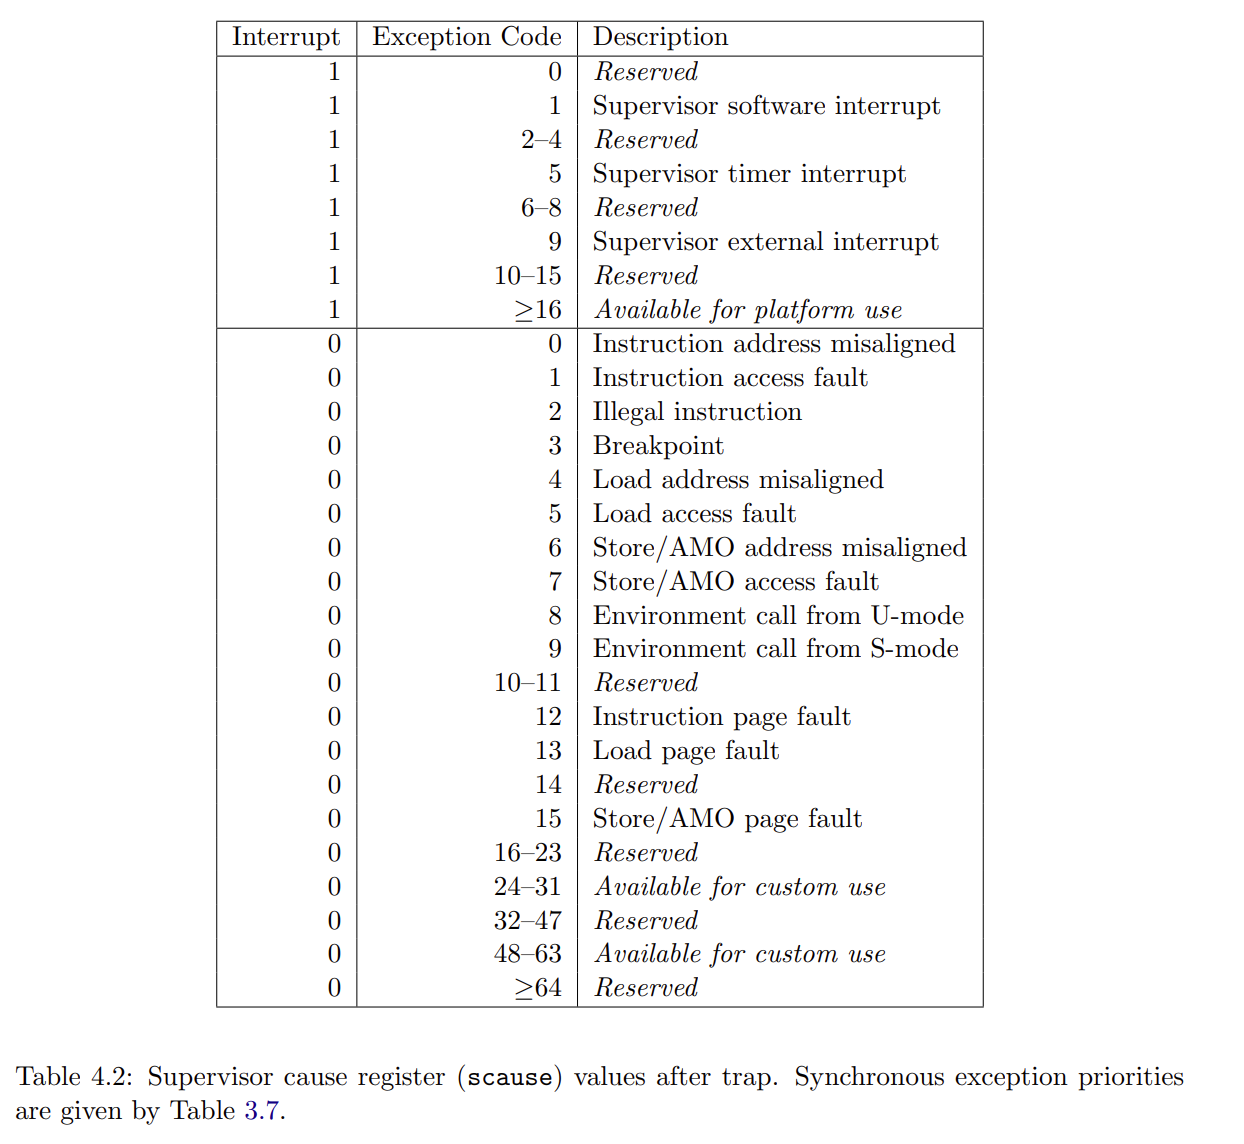 Interrupt Exception Code Description
1 0 Reserved
1 1 Supervisor software interrupt
1 2–4 Reserved
1 5 Supervisor timer interrupt
1 6–8 Reserved
1 9 Supervisor external interrupt
1 10–15 Reserved
1 ≥16 Available for platform use
0 0 Instruction address misaligned
0 1 Instruction access fault
0 2 Illegal instruction
0 3 Breakpoint
0 4 Load address misaligned
0 5 Load access fault
0 6 Store/AMO address misaligned
0 7 Store/AMO access fault
0 8 Environment call from U-mode
0 9 Environment call from S-mode
0 10–11 Reserved
0 12 Instruction page fault
0 13 Load page fault
0 14 Reserved
0 15 Store/AMO page fault
0 16–23 Reserved
0 24–31 Available for custom use
0 32–47 Reserved
0 48–63 Available for custom use
0 ≥64 Reserved
Table 4.2: Supervisor cause register (scause) values after trap. Synchronous exception priorities
are given by Table 3.7.